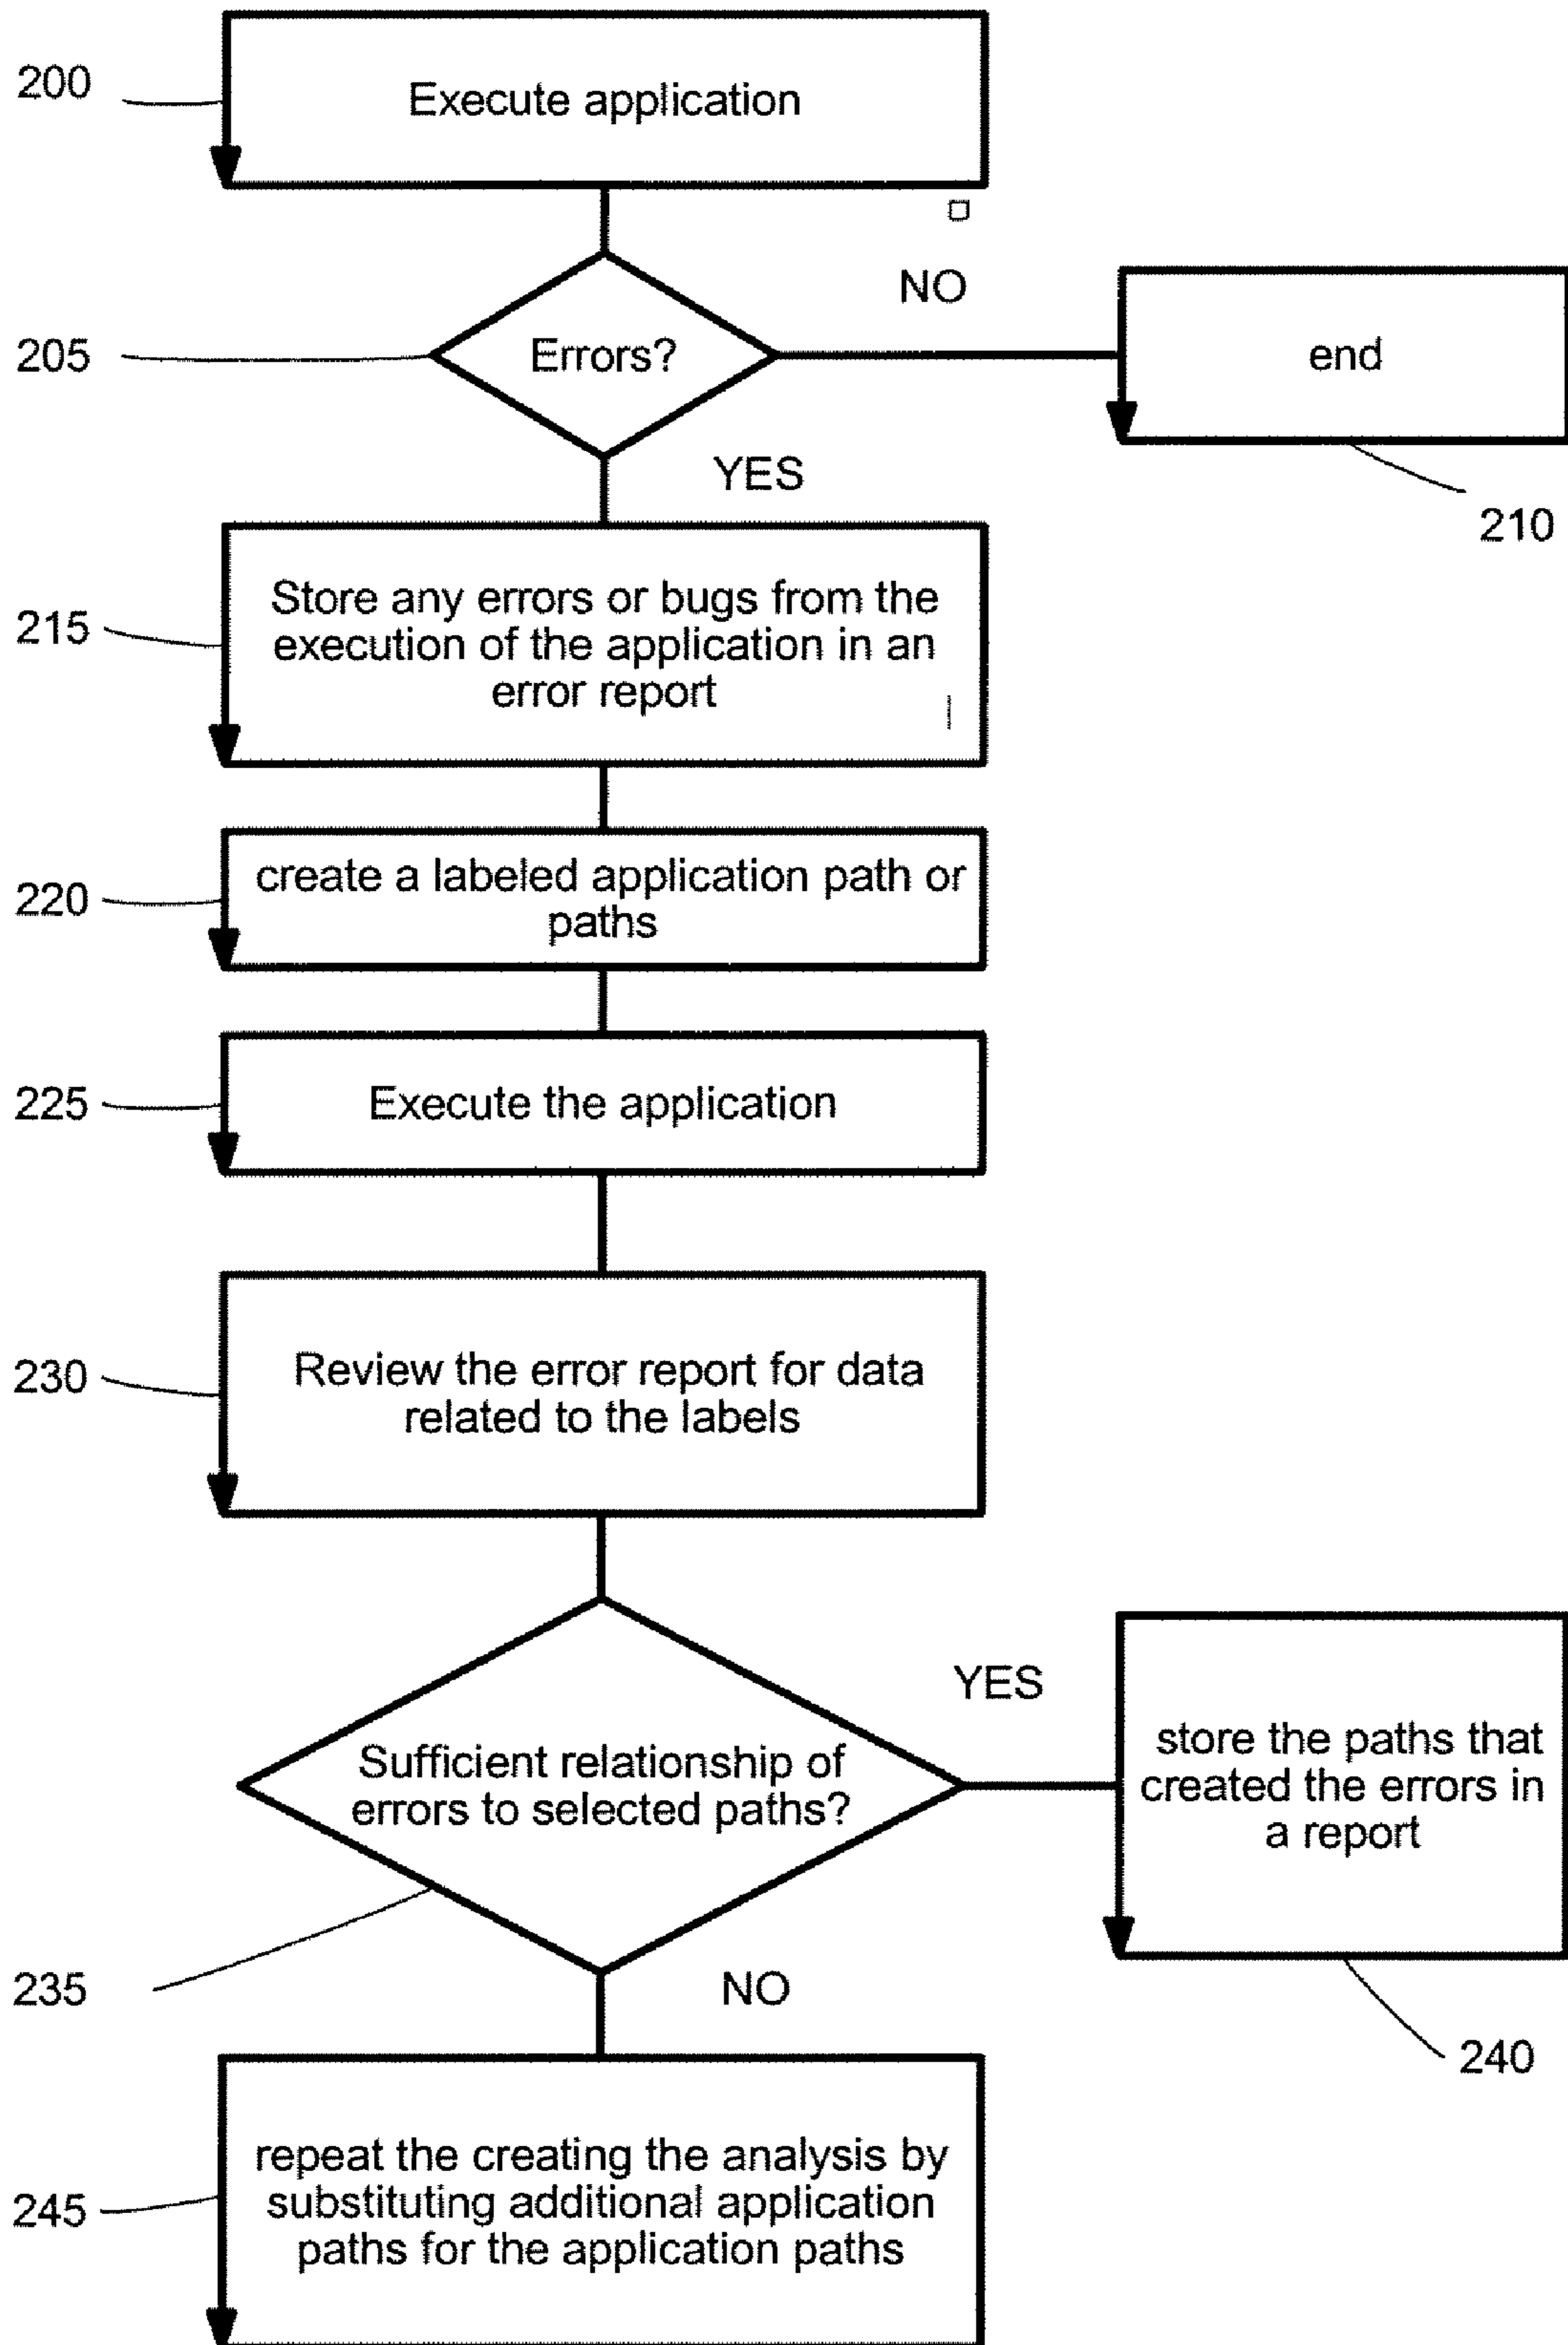 200
Execute application
NO
205
Errors?
end
YES
210
215
Store any errors or bugs from the
execution of the application in an
error report
220
create a labeled application path or
paths
225
Execute the application
230
Review the error report for data
related to the labels
YES
Sufficient relationship of
errors to selected paths?
store the paths that
created the errors in
a report
235
NO
240
245
repeat the creating the analysis by
substituting additional application
paths for the application paths